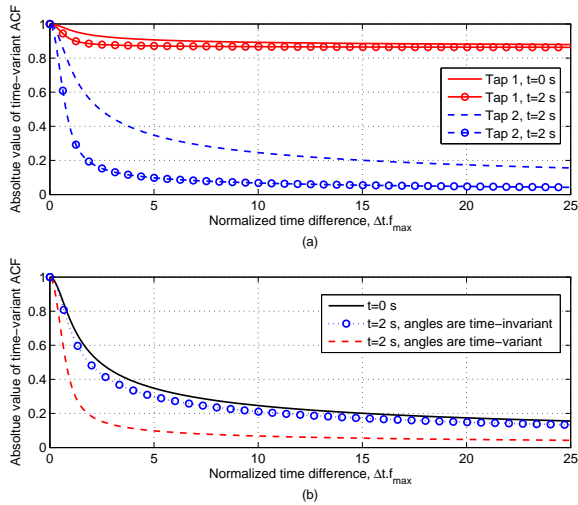 (a)
Absoltue value of time-variant ACF
1
0.8
0.6
0.4
0.2
0
0
5
10
15
20
25
Tap 1, t=0 s
Tap 1, t=2 s
Tap 2, t=2 s
Tap 2, t=2 s
Normalized time difference, Δt.f_max
(a)
Absoltue value of time-variant ACF
1
0.8
0.6
0.4
0.2
0
0
5
10
15
20
25
t=0 s
t=2 s, angles are time-invariant
t=2 s, angles are time-variant
Normalized time difference, Δt.f_max
(b)